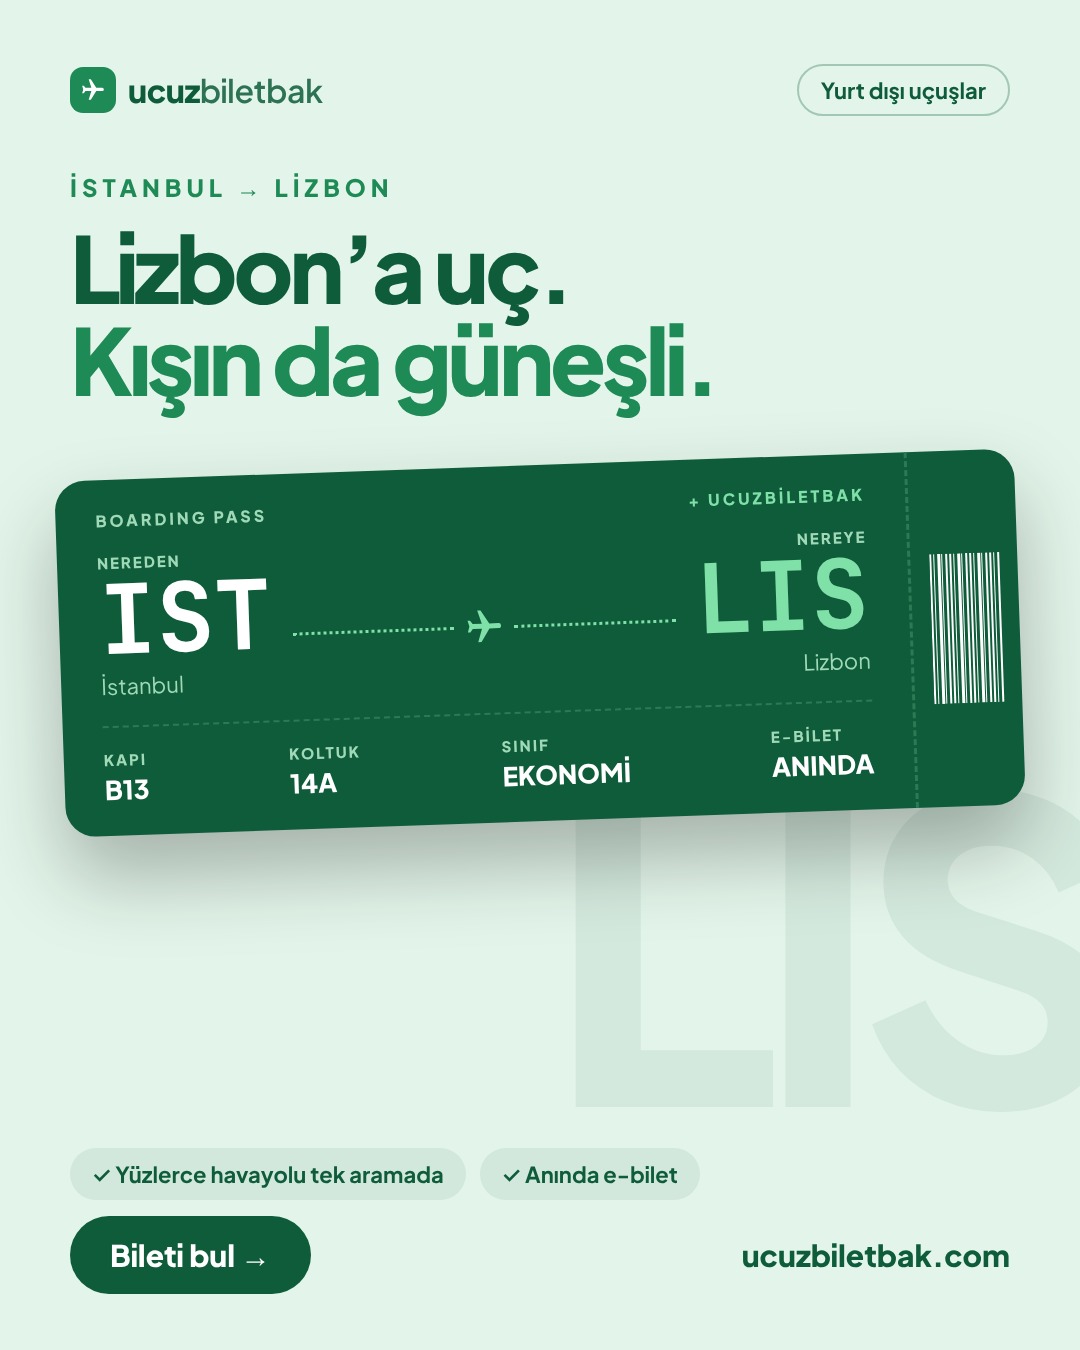 ucuzbiletbak
Yurt dışı uçuşlar
İSTANBUL → LİZBON
Lizbon’a uç.
Kışın da güneşli.
BOARDING PASS
+ UCUZBİLETBAK
NEREDEN
NEREYE
IST
LIS
İstanbul
Lizbon
KAPI
KOLTUK
SINIF
E-BİLET
B13
14A
EKONOMİ
ANINDA
LIS
✓ Yüzlerce havayolu tek aramada
✓ Anında e-bilet
Bileti bul →
ucuzbiletbak.com